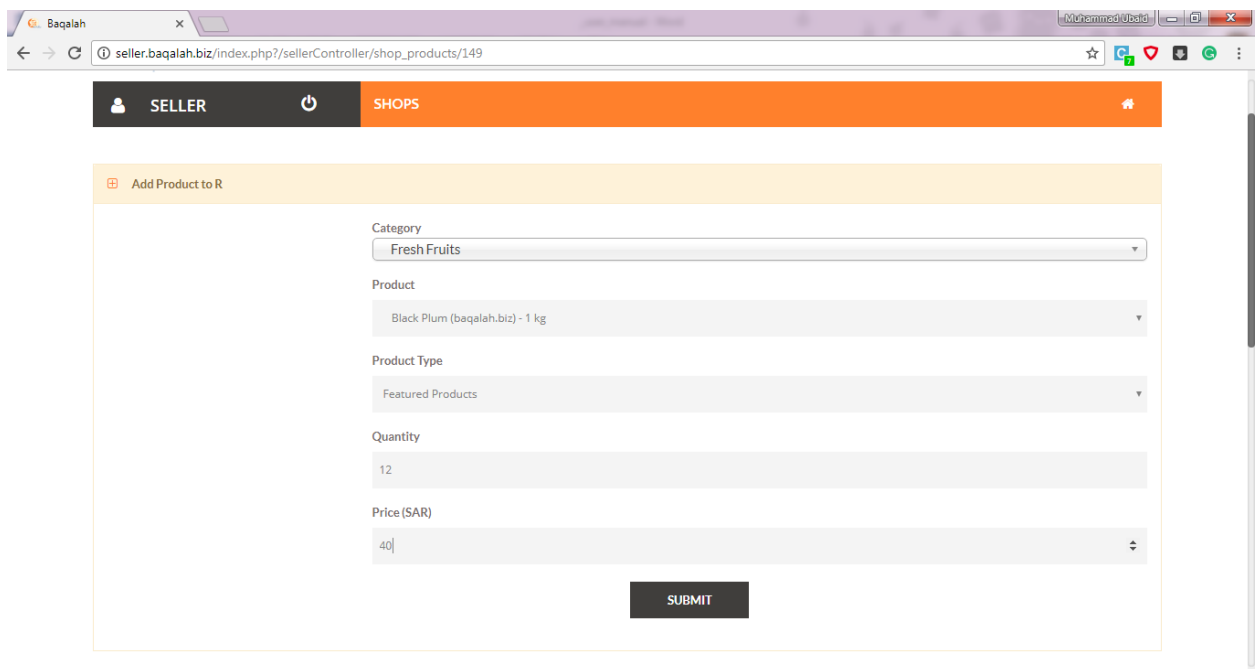 Baqalah
Muhammad Ubaid
seller.baqalah.biz/index.php?/sellerController/shop_products/149
7
SELLER
SHOPS
Add Product to R
Category
Fresh Fruits
Product
Black Plum (baqalah.biz) - 1 kg
Product Type
Featured Products
Quantity
12
Price (SAR)
40
SUBMIT